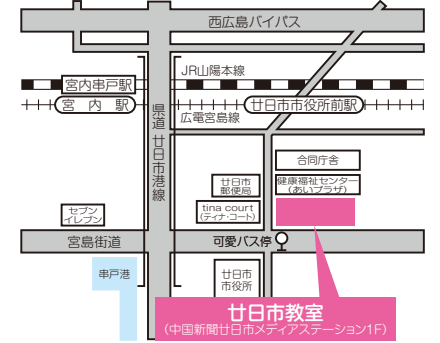 西広島バイパス
JR山陽本線
宮内串戸駅
宮　内　駅
廿日市市役所前駅
広電宮島線
県道 廿日市港線
合同庁舎
廿日市
郵便局
健康福祉センター
(あいプラザ)
セブン
イレブン
tina court
(ティナ・コート)
宮島街道
可愛バス停
串戸港
廿日市
市役所
廿日市教室
(中国新聞廿日市メディアステーション1F)